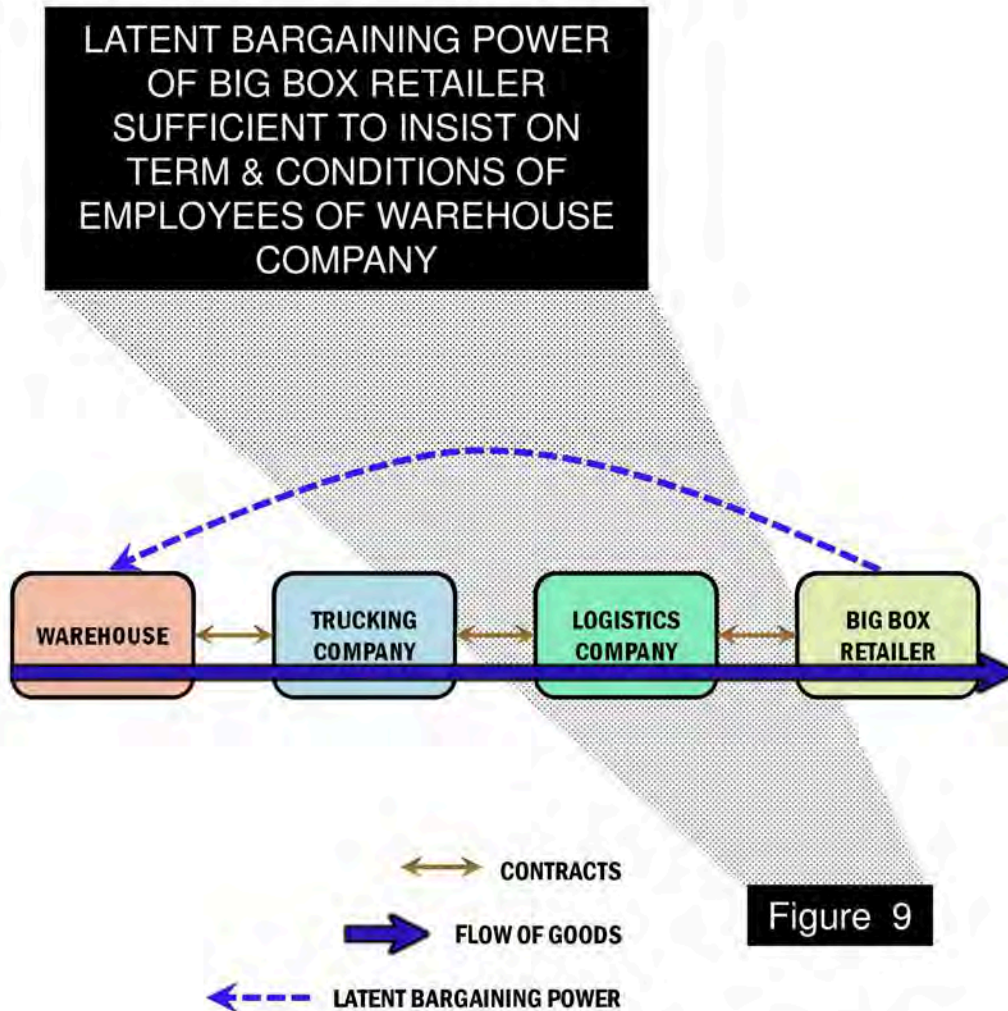 LATENT BARGAINING POWER
OF BIG BOX RETAILER
SUFFICIENT TO INSIST ON
TERM & CONDITIONS OF
EMPLOYEES OF WAREHOUSE
COMPANY
WAREHOUSE
TRUCKING
COMPANY
LOGISTICS
COMPANY
BIG BOX
RETAILER
CONTRACTS
FLOW OF GOODS
LATENT BARGAINING POWER
Figure 9